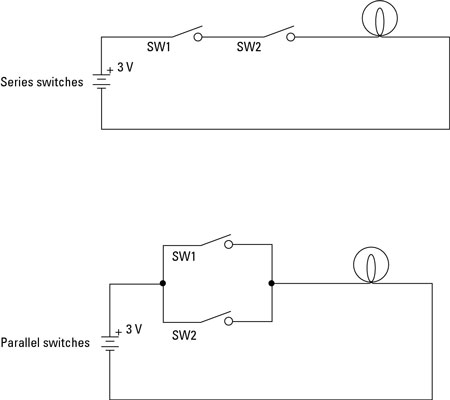 SW1
SW2
+ 3 V
Series switches
SW1
+ 3 V
SW2
Parallel switches